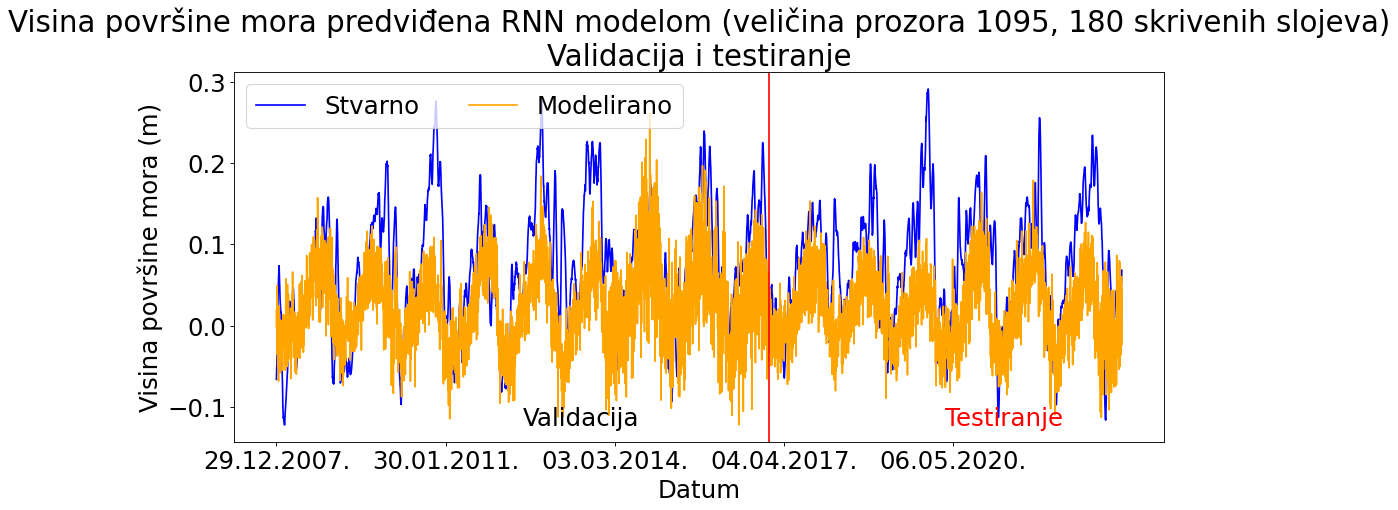 Visina površine mora predviđena RNN modelom (veličina prozora 1095, 180 skrivenih slojeva)
Validacija i testiranje
Stvarno Modelirano
Visina površine mora (m)
0.3
0.2
0.1
0.0
−0.1
Validacija Testiranje
29.12.2007. 30.01.2011. 03.03.2014. 04.04.2017. 06.05.2020.
Datum